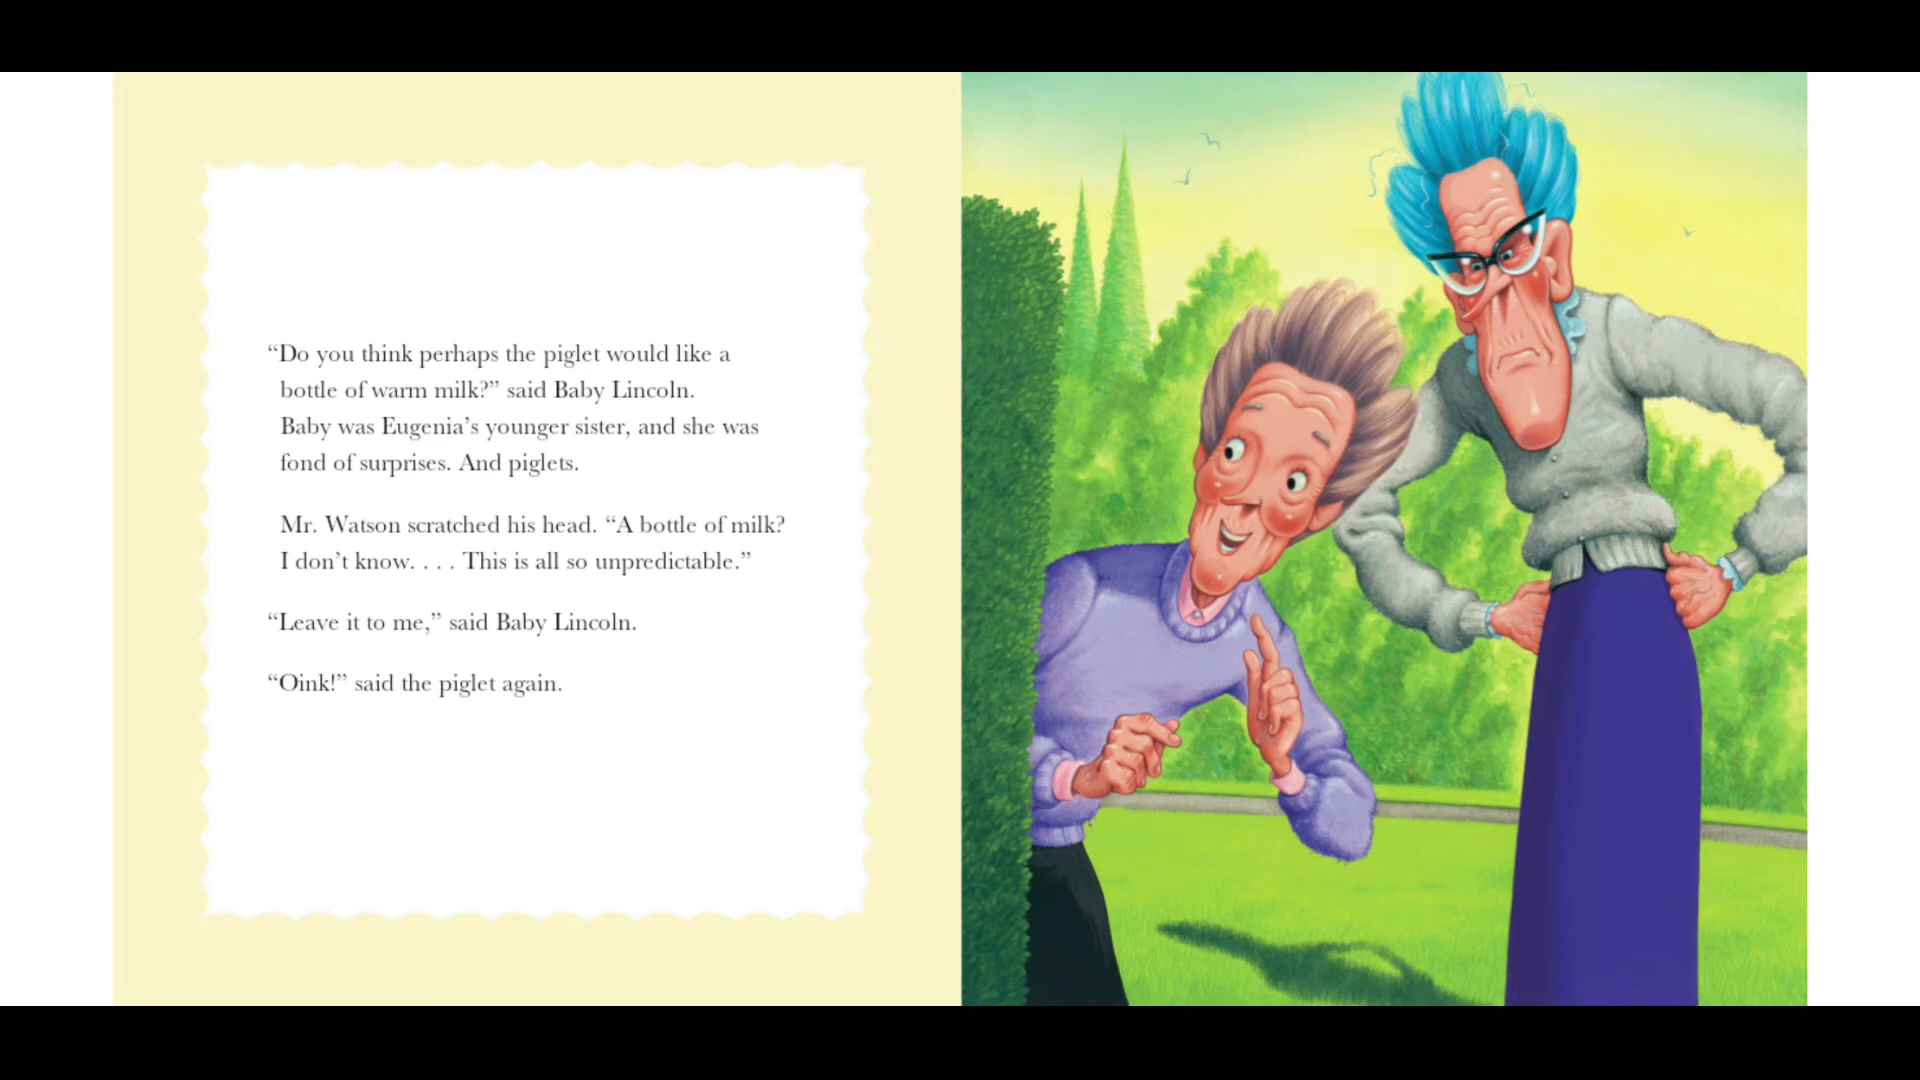 “Do you think perhaps the piglet would like a
bottle of warm milk?” said Baby Lincoln.
Baby was Eugenia’s younger sister, and she was
fond of surprises. And piglets.
Mr. Watson scratched his head. “A bottle of milk?
I don’t know. . . . This is all so unpredictable.”
“Leave it to me,” said Baby Lincoln.
“Oink!” said the piglet again.